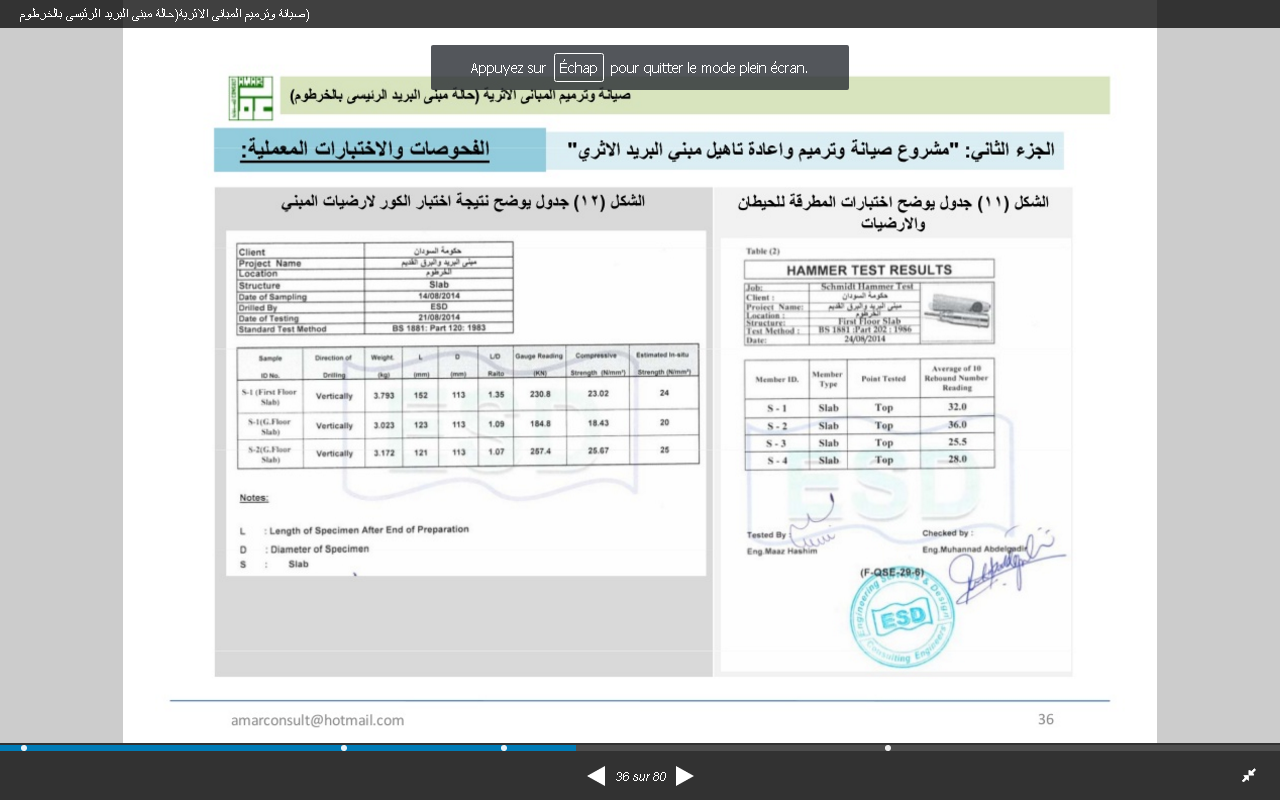 صيانة وترميم المبانى الاثرية(حالة مبنى البريد الرئيسى بالخرطوم)
Appuyez sur Échap pour quitter le mode plein écran.
صيانة وترميم المبانى الاثرية (حالة مبنى البريد الرئيسى بالخرطوم)
الجزء الثاني: "مشروع صيانة وترميم واعادة تاهيل مبني البريد الاثري"
الفحوصات والاختبارات المعملية:
الشكل (١١) جدول يوضح اختبارات المطرقة للحيطان
والارضيات
Table (2)
HAMMER TEST RESULTS
Job: Schmidt Hammer Test
Client : حكومة السودان
Project Name: مبنى البريد والبرق القديم
Location : الخرطوم
Structure: First Floor Slab
Test Method : BS 1881 :Part 202 : 1986
Date: 24/08/2014
Member ID. Member Type Point Tested Average of 10 Rebound Number Reading
S - 1 Slab Top 32.0
S - 2 Slab Top 36.0
S - 3 Slab Top 25.5
S - 4 Slab Top 28.0
ESD
Tested By
Eng.Maaz Hashim
Checked by :
Eng.Muhannad Abdelgadir
(F-QSE-29-6)
ESD
Consulting Engineers
الشكل (١٢) جدول يوضح نتيجة اختبار الكور لارضيات المبني
Client حكومة السودان
Project Name مبنى البريد والبرق القديم
Location الخرطوم
Structure Slab
Date of Sampling 14/08/2014
Drilled By ESD
Date of Testing 21/08/2014
Standard Test Method BS 1881: Part 120: 1983
Sample ID No. Direction of Drilling Weight. (kg) L (mm) D (mm) L/D Raito Gauge Reading (KN) Compressive Strength (N/mm²) Estimated In-situ Strength (N/mm²)
S-1 (First Floor Slab) Vertically 3.793 152 113 1.35 230.8 23.02 24
S-1(G.Floor Slab) Vertically 3.023 123 113 1.09 184.8 18.43 20
S-2(G.Floor Slab) Vertically 3.172 121 113 1.07 257.4 25.67 25
ESD
Notes:
L : Length of Specimen After End of Preparation
D : Diameter of Specimen
S : Slab
amarconsult@hotmail.com
36
36 sur 80